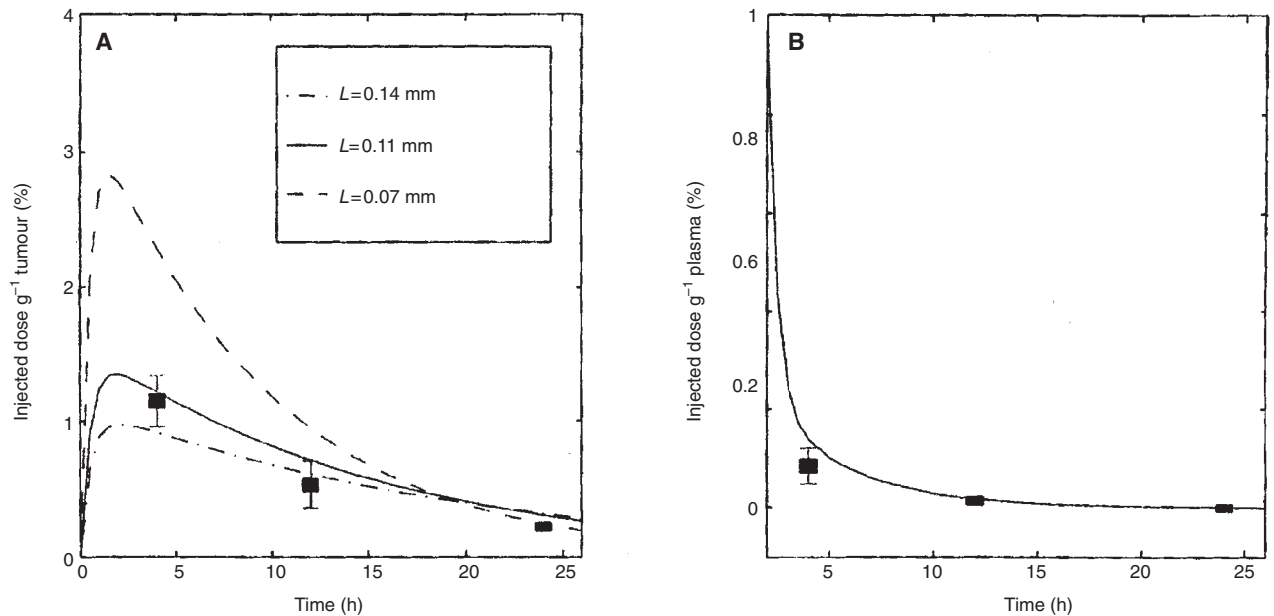 A
4
3
2
1
0
Injected dose g⁻¹ tumour (%)
L=0.14 mm
L=0.11 mm
L=0.07 mm
0 5 10 15 20 25
Time (h)
B
1
0.8
0.6
0.2
0
Injected dose g⁻¹ plasma (%)
5 10 15 20 25
Time (h)